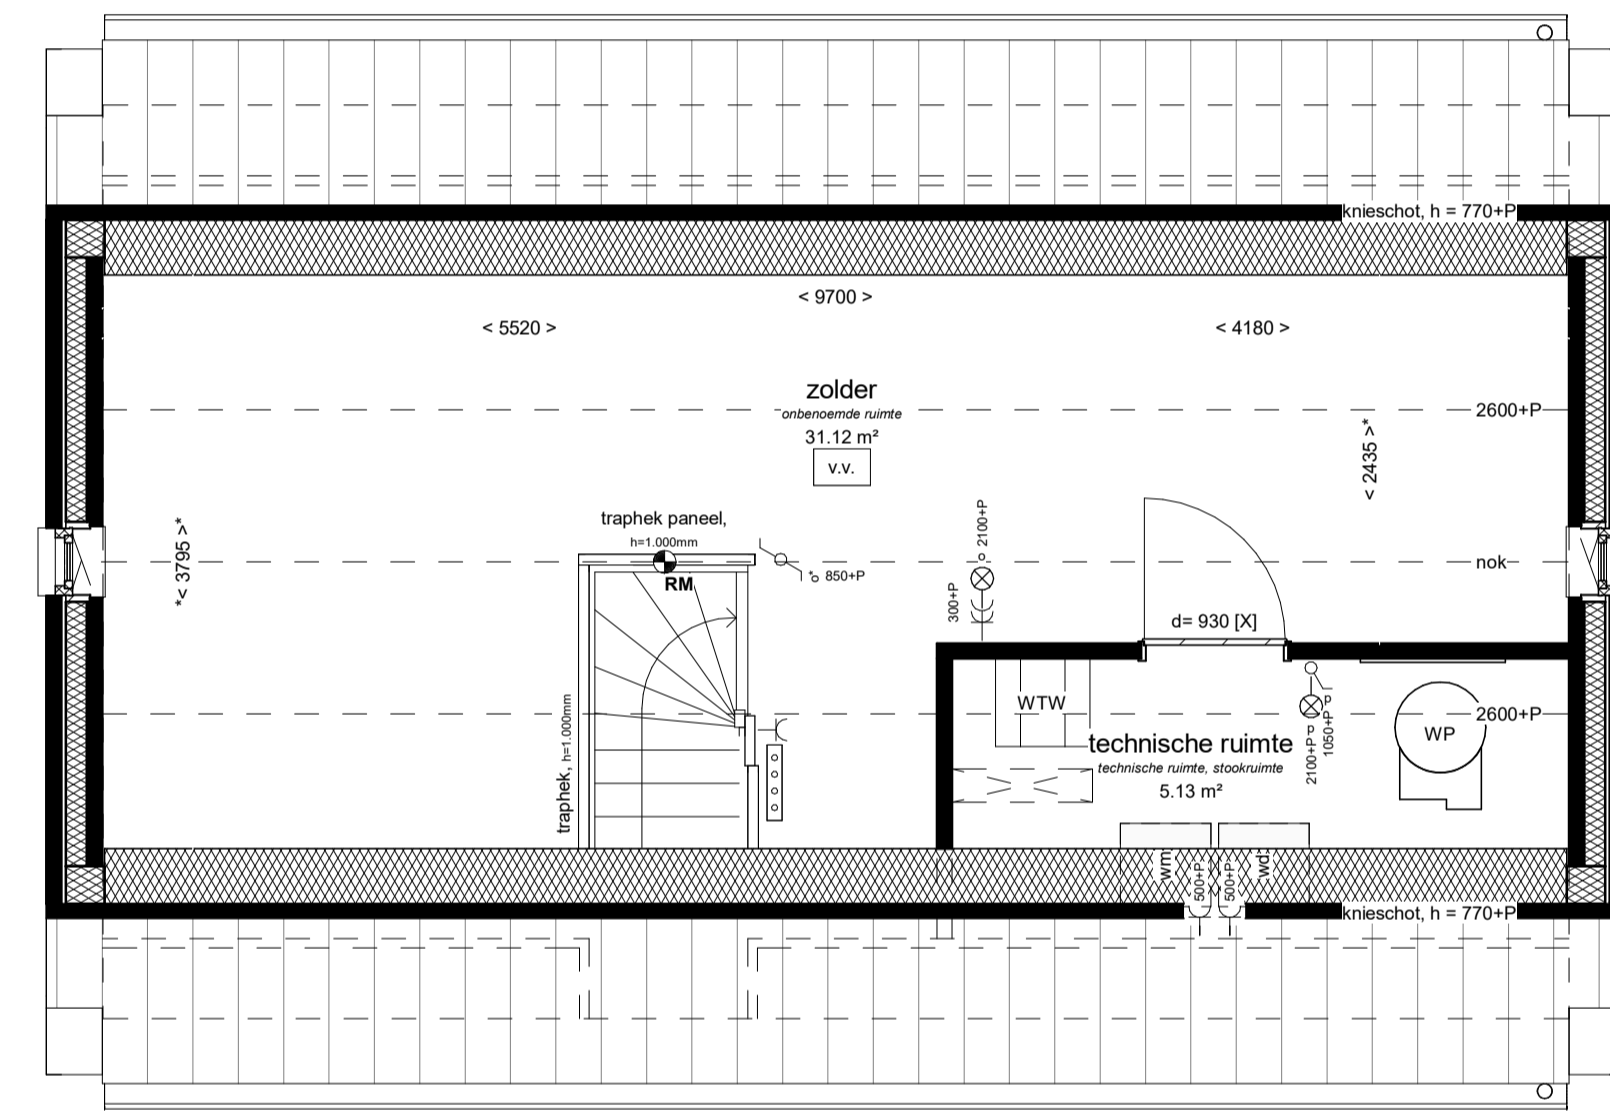 knieschot, h = 770+P
< 9700 >
< 5520 >
< 4180 >
zolder
onbenoemde ruimte
31.12 m²
v.v.
2600+P
< 2435 >*
*< 3795 >*
traphek paneel,
h=1.000mm
RM
850+P
2100+P
300+P
nok
d= 930 [X]
traphek, h=1.000mm
WTW
technische ruimte
technische ruimte, stookruimte
5.13 m²
2100+P
1050+P
2600+P
WP
wm
500+P
500+P
wd
knieschot, h = 770+P